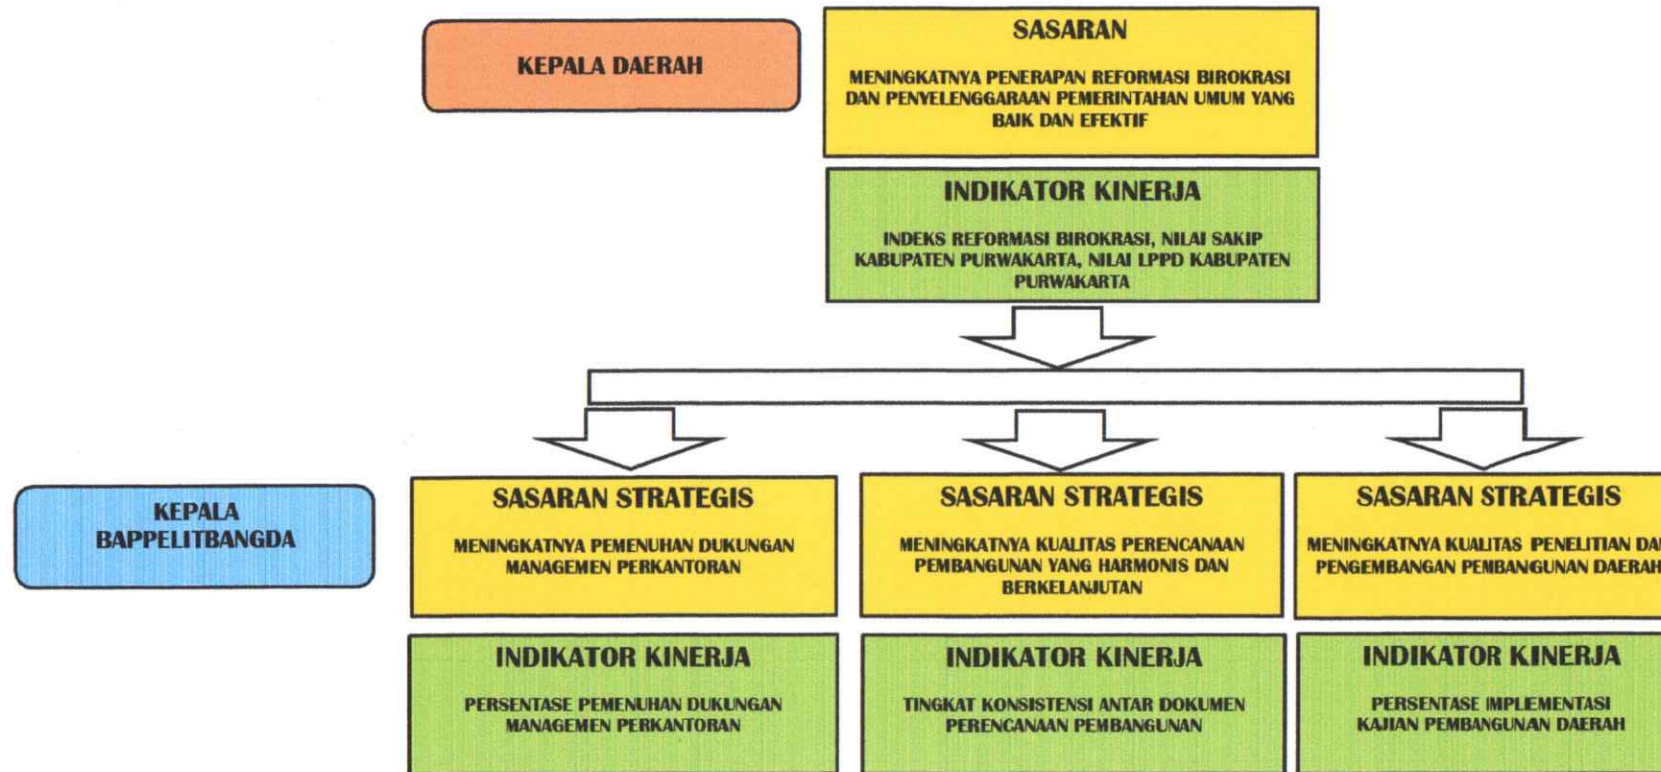 KEPALA DAERAH
SASARAN
MENINGKATNYA PENERAPAN REFORMASI BIROKRASI
DAN PENYELENGGARAAN PEMERINTAHAN UMUM YANG
BAIK DAN EFEKTIF
INDIKATOR KINERJA
INDEKS REFORMASI BIROKRASI, NILAI SAKIP
KABUPATEN PURWAKARTA, NILAI LPPD KABUPATEN
PURWAKARTA
KEPALA
BAPPELITBANGDA
SASARAN STRATEGIS
MENINGKATNYA PEMENUHAN DUKUNGAN
MANAGEMEN PERKANTORAN
INDIKATOR KINERJA
PERSENTASE PEMENUHAN DUKUNGAN
MANAGEMEN PERKANTORAN
SASARAN STRATEGIS
MENINGKATNYA KUALITAS PERENCANAAN
PEMBANGUNAN YANG HARMONIS DAN
BERKELANJUTAN
INDIKATOR KINERJA
TINGKAT KONSISTENSI ANTAR DOKUMEN
PERENCANAAN PEMBANGUNAN
SASARAN STRATEGIS
MENINGKATNYA KUALITAS PENELITIAN DA
PENGEMBANGAN PEMBANGUNAN DAERAH
INDIKATOR KINERJA
PERSENTASE IMPLEMENTASI
KAJIAN PEMBANGUNAN DAERAH